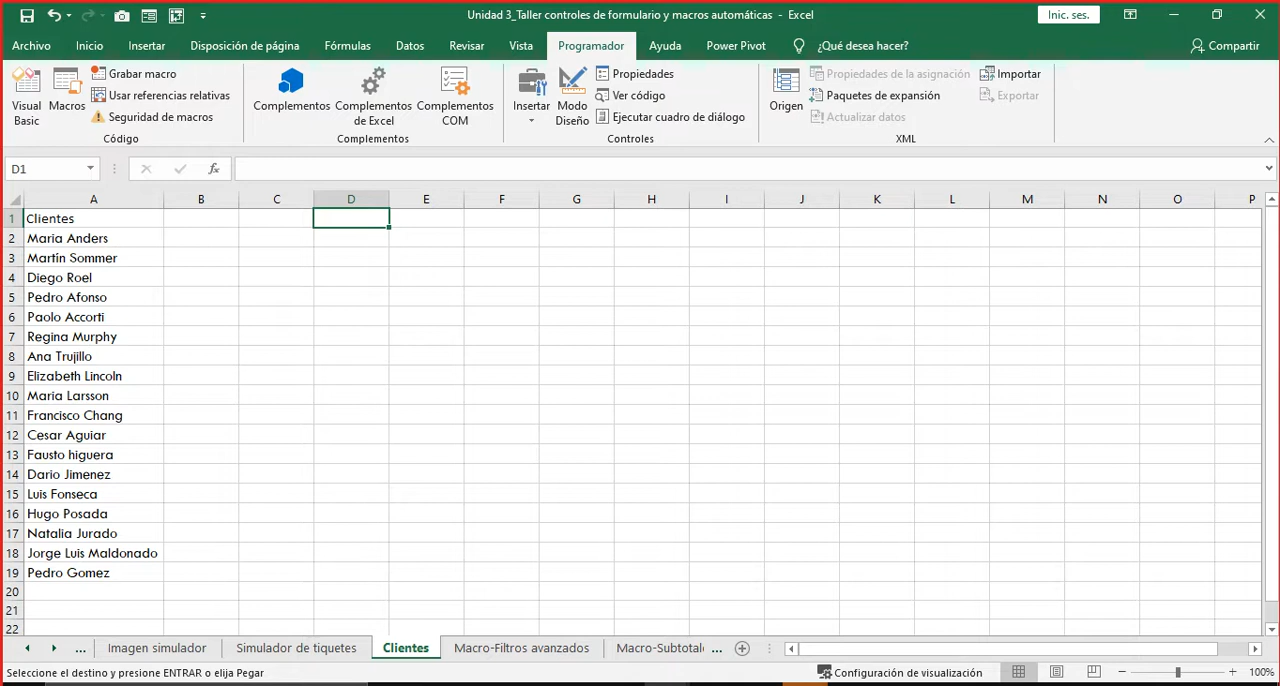 Unidad 3_Taller controles de formulario y macros automáticas - Excel
Inic. ses.
Archivo Inicio Insertar Disposición de página Fórmulas Datos Revisar Vista Programador Ayuda Power Pivot ¿Qué desea hacer? Compartir
Visual Basic
Macros
Grabar macro
Usar referencias relativas
Seguridad de macros
Código
Complementos
Complementos de Excel
Complementos COM
Complementos
Insertar
Modo Diseño
Propiedades
Ver código
Ejecutar cuadro de diálogo
Controles
Origen
Propiedades de la asignación
Paquetes de expansión
Actualizar datos
Importar
Exportar
XML
D1 fx
A B C D E F G H I J K L M N O P
1 Clientes
2 Maria Anders
3 Martín Sommer
4 Diego Roel
5 Pedro Afonso
6 Paolo Accorti
7 Regina Murphy
8 Ana Trujillo
9 Elizabeth Lincoln
10 Maria Larsson
11 Francisco Chang
12 Cesar Aguiar
13 Fausto higuera
14 Dario Jimenez
15 Luis Fonseca
16 Hugo Posada
17 Natalia Jurado
18 Jorge Luis Maldonado
19 Pedro Gomez
20
21
22
... Imagen simulador Simulador de tiquetes Clientes Macro-Filtros avanzados Macro-Subtotale ...
Seleccione el destino y presione ENTRAR o elija Pegar Configuración de visualización 100%